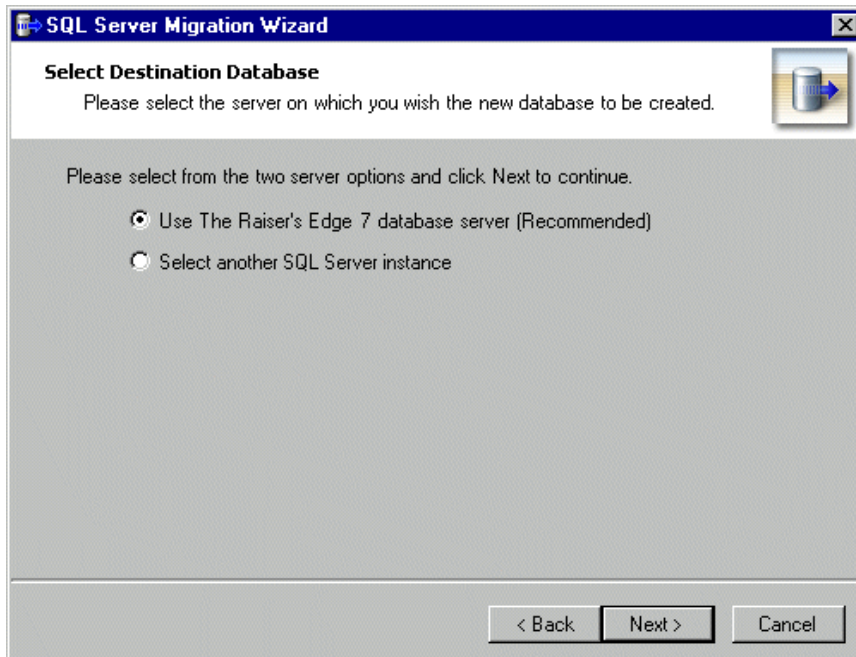 SQL Server Migration Wizard
Select Destination Database
Please select the server on which you wish the new database to be created.
Please select from the two server options and click Next to continue.
Use The Raiser's Edge 7 database server (Recommended)
Select another SQL Server instance
< Back  Next >  Cancel